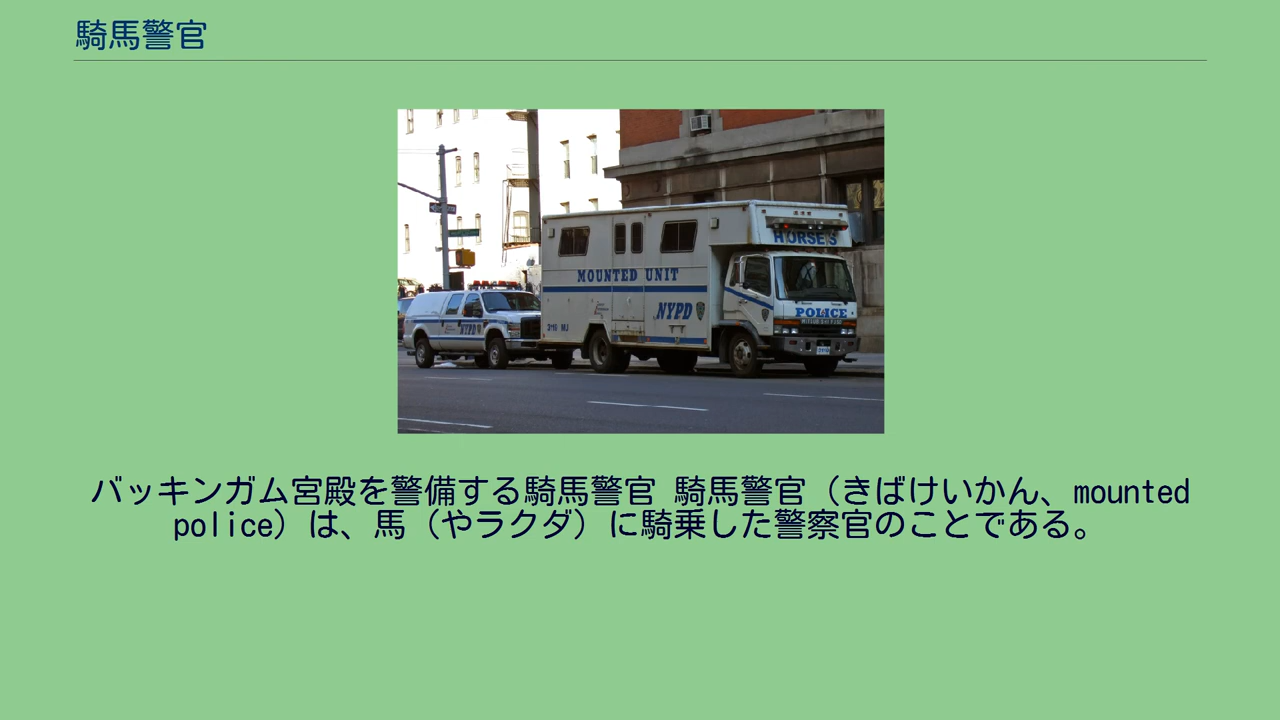 騎馬警官
HORSES
MOUNTED UNIT
NYPD
POLICE
NYPD
バッキンガム宮殿を警備する騎馬警官 騎馬警官（きばけいかん、mounted
police）は、馬（やラクダ）に騎乗した警察官のことである。